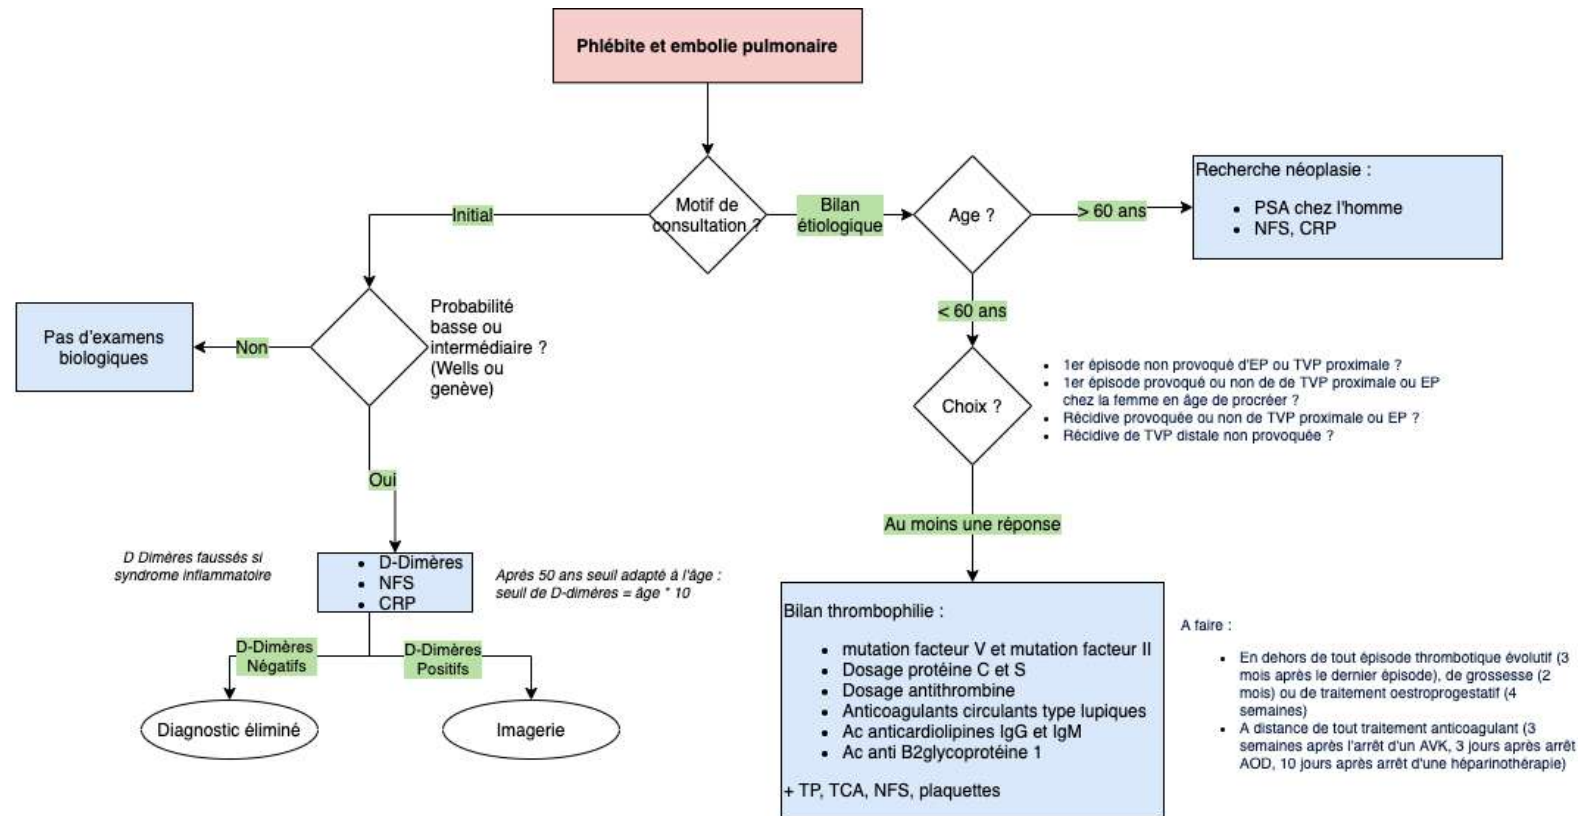 Phlébite et embolie pulmonaire
Motif de
consultation ?
Initial
Bilan
étiologique
Age ?
> 60 ans
Recherche néoplasie :
• PSA chez l'homme
• NFS, CRP
< 60 ans
Probabilité
basse ou
intermédiaire ?
(Wells ou
genève)
Non
Pas d'examens
biologiques
Choix ?
• 1er épisode non provoqué d'EP ou TVP proximale ?
• 1er épisode provoqué ou non de de TVP proximale ou EP
chez la femme en âge de procréer ?
• Récidive provoquée ou non de TVP proximale ou EP ?
• Récidive de TVP distale non provoquée ?
Oui
Au moins une réponse
D Dimères faussés si
syndrome inflammatoire
• D-Dimères
• NFS
• CRP
Après 50 ans seuil adapté à l'âge :
seuil de D-dimères = âge * 10
D-Dimères
Négatifs
D-Dimères
Positifs
Diagnostic éliminé
Imagerie
Bilan thrombophilie :
• mutation facteur V et mutation facteur II
• Dosage protéine C et S
• Dosage antithrombine
• Anticoagulants circulants type lupiques
• Ac anticardiolipines IgG et IgM
• Ac anti B2glycoprotéine 1
+ TP, TCA, NFS, plaquettes
A faire :
• En dehors de tout épisode thrombotique évolutif (3
mois après le dernier épisode), de grossesse (2
mois) ou de traitement oestroprogestatif (4
semaines)
• A distance de tout traitement anticoagulant (3
semaines après l'arrêt d'un AVK, 3 jours après arrêt
AOD, 10 jours après arrêt d'une héparinothérapie)